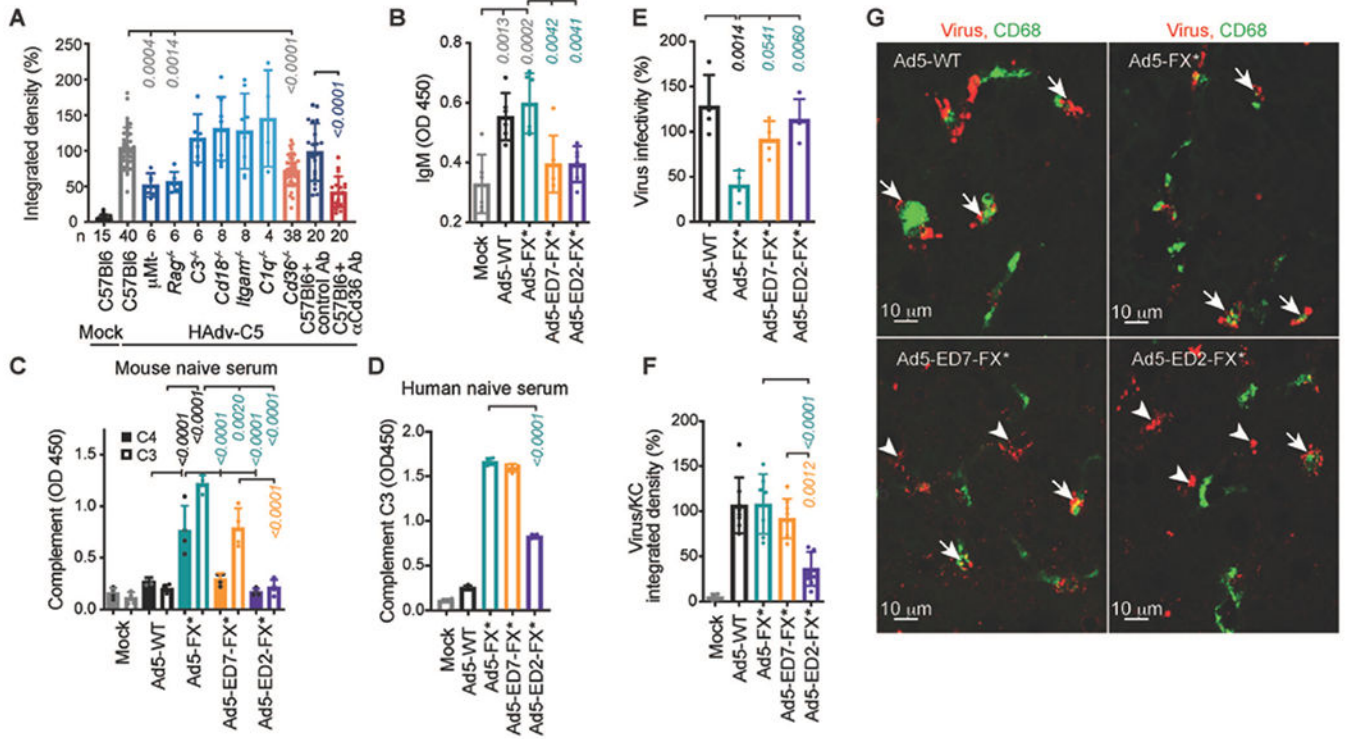 A
Integrated density (%)
250
200
150
100
50
0
0.0004
0.0014
<0.0001
<0.0001
n 15 40 6 6 6 8 8 4 38 20 20
C57Bl6
C57Bl6
μMt-
Rag-/-
C3-/-
Cd18-/-
Itgam-/-
C1q-/-
Cd36-/-
C57Bl6+
control Ab
C57Bl6+
αCd36 Ab
Mock HAdv-C5
B
IgM (OD 450)
0.8
0.6
0.4
0.2
0.0013
0.0002
0.0042
0.0041
Mock
Ad5-WT
Ad5-FX*
Ad5-ED7-FX*
Ad5-ED2-FX*
E
Virus infectivity (%)
200
150
100
50
0
0.0014
0.0541
0.0060
Ad5-WT
Ad5-FX*
Ad5-ED7-FX*
Ad5-ED2-FX*
C
Mouse naive serum
Complement (OD 450)
C4
C3
1.5
1.0
0.5
0.0
<0.0001
<0.0001
<0.0001
0.0020
<0.0001
<0.0001
<0.0001
Mock
Ad5-WT
Ad5-FX*
Ad5-ED7-FX*
Ad5-ED2-FX*
D
Human naive serum
Complement C3 (OD450)
2.0
1.5
1.0
0.5
0.0
<0.0001
Mock
Ad5-WT
Ad5-FX*
Ad5-ED7-FX*
Ad5-ED2-FX*
F
Virus/KC
integrated density (%)
200
150
100
50
0
<0.0001
0.0012
Mock
Ad5-WT
Ad5-FX*
Ad5-ED7-FX*
Ad5-ED2-FX*
G
Virus, CD68 Virus, CD68
Ad5-WT
Ad5-FX*
10 μm
10 μm
Ad5-ED7-FX*
Ad5-ED2-FX*
10 μm
10 μm